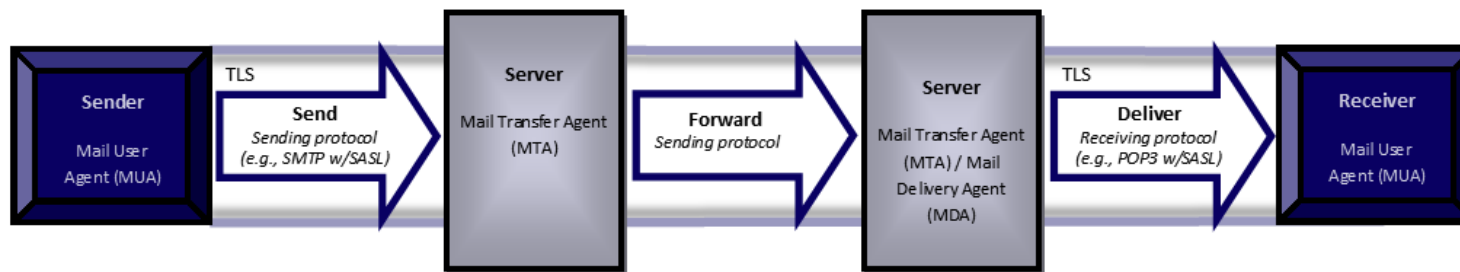 Sender
Mail User
Agent (MUA)
TLS
Send
Sending protocol
(e.g., SMTP w/SASL)
Server
Mail Transfer Agent
(MTA)
Forward
Sending protocol
Server
Mail Transfer Agent
(MTA) / Mail
Delivery Agent
(MDA)
TLS
Deliver
Receiving protocol
(e.g., POP3 w/SASL)
Receiver
Mail User
Agent (MUA)